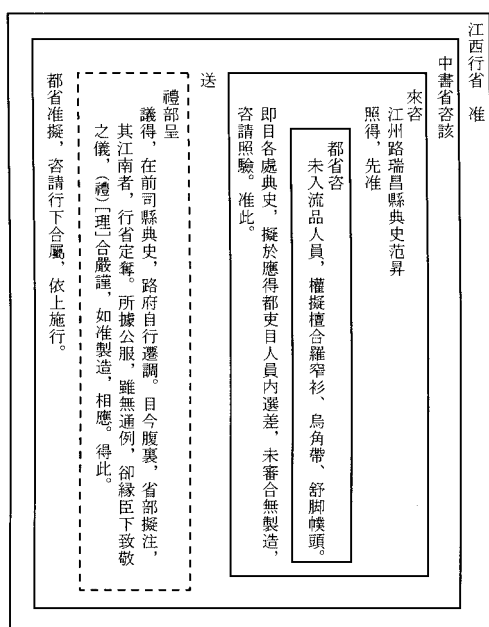 江西行省　准
中書省咨該
來咨
江州路瑞昌縣典史范昇
照得，先准
都省咨
未入流品人員，權擬檀合羅窄衫、烏角帶、舒脚幞頭。
即目各處典史，擬於應得都吏目人員内選差，未審合無製造，
咨請照驗。准此。
送
禮部呈
議得，在前司縣典史，路府自行遷調。目今腹裏，省部擬注，
其江南者，行省定奪。所據公服，雖無通例，卻緣臣下致敬
之儀，（禮）［理］合嚴謹，如准製造，相應。得此。
都省准擬，咨請行下合屬，依上施行。